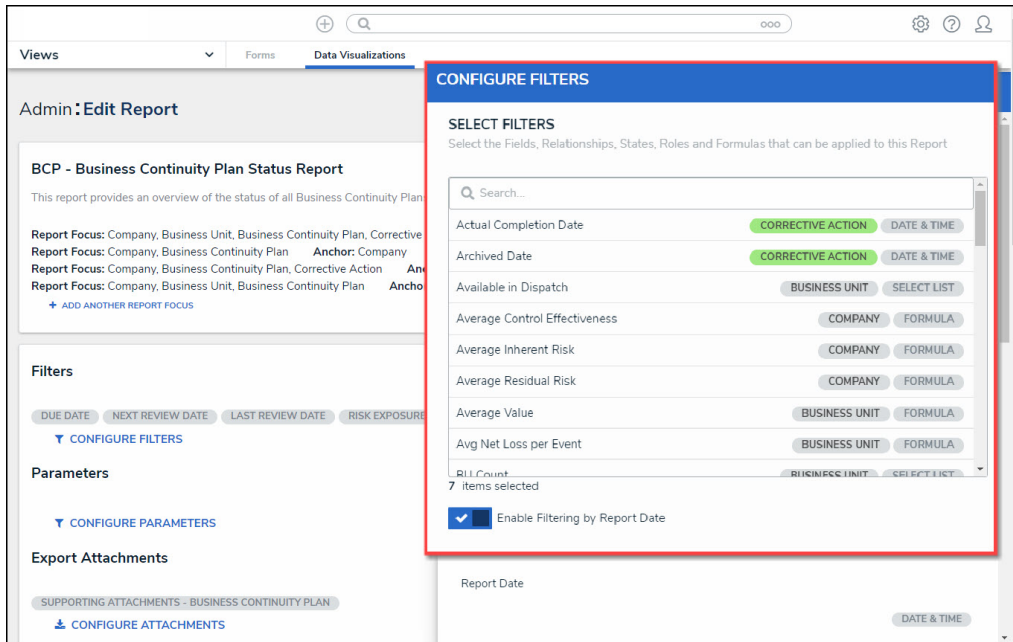 Views
Forms
Data Visualizations
Admin:Edit Report
BCP - Business Continuity Plan Status Report
This report provides an overview of the status of all Business Continuity Plan
Report Focus: Company, Business Unit, Business Continuity Plan, Corrective
Report Focus: Company, Business Continuity Plan Anchor: Company
Report Focus: Company, Business Continuity Plan, Corrective Action
Report Focus: Company, Business Unit, Business Continuity Plan
+ ADD ANOTHER REPORT FOCUS
Filters
DUE DATE NEXT REVIEW DATE LAST REVIEW DATE RISK EXPOSURE
CONFIGURE FILTERS
Parameters
CONFIGURE PARAMETERS
Export Attachments
SUPPORTING ATTACHMENTS - BUSINESS CONTINUITY PLAN
CONFIGURE ATTACHMENTS
CONFIGURE FILTERS
SELECT FILTERS
Select the Fields, Relationships, States, Roles and Formulas that can be applied to this Report
Search...
Actual Completion Date CORRECTIVE ACTION DATE & TIME
Archived Date CORRECTIVE ACTION DATE & TIME
Available in Dispatch BUSINESS UNIT SELECT LIST
Average Control Effectiveness COMPANY FORMULA
Average Inherent Risk COMPANY FORMULA
Average Residual Risk COMPANY FORMULA
Average Value BUSINESS UNIT FORMULA
Avg Net Loss per Event BUSINESS UNIT FORMULA
BU Count BUSINESS UNIT SELECT LIST
7 items selected
Enable Filtering by Report Date
Report Date
DATE & TIME